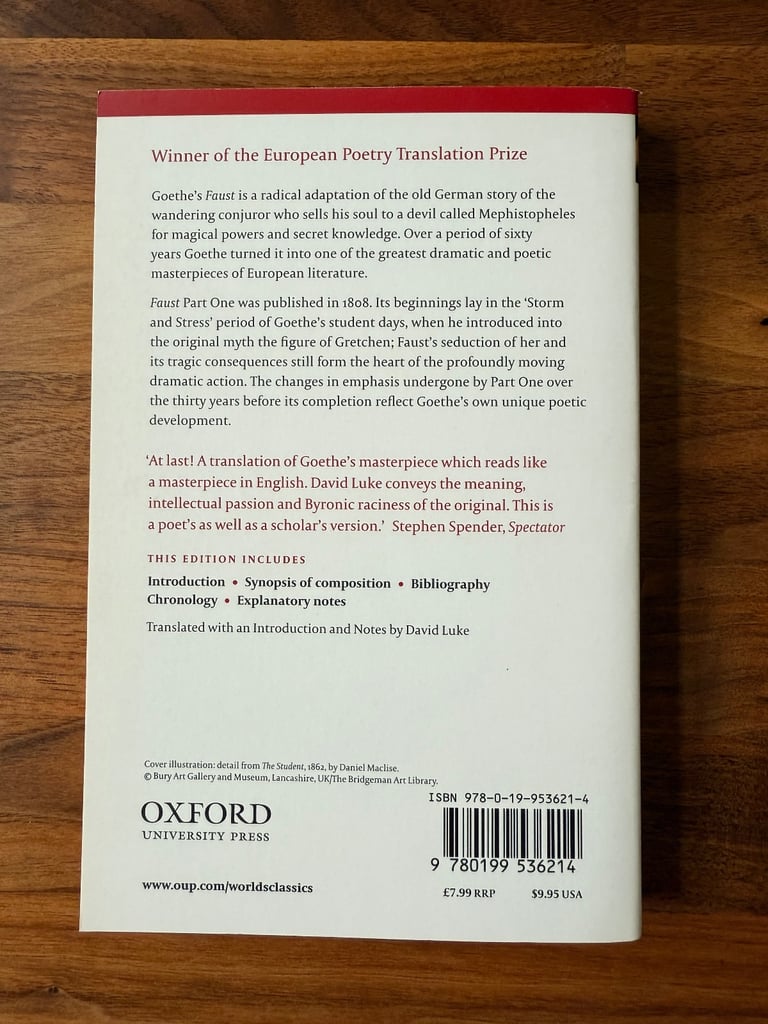 Winner of the European Poetry Translation Prize
Goethe's Faust is a radical adaptation of the old German story of the
wandering conjuror who sells his soul to a devil called Mephistopheles
for magical powers and secret knowledge. Over a period of sixty
years Goethe turned it into one of the greatest dramatic and poetic
masterpieces of European literature.
Faust Part One was published in 1808. Its beginnings lay in the 'Storm
and Stress' period of Goethe's student days, when he introduced into
the original myth the figure of Gretchen; Faust's seduction of her and
its tragic consequences still form the heart of the profoundly moving
dramatic action. The changes in emphasis undergone by Part One over
the thirty years before its completion reflect Goethe's own unique poetic
development.
'At last! A translation of Goethe's masterpiece which reads like
a masterpiece in English. David Luke conveys the meaning,
intellectual passion and Byronic raciness of the original. This is
a poet's as well as a scholar's version.' Stephen Spender, Spectator
THIS EDITION INCLUDES
Introduction • Synopsis of composition • Bibliography
Chronology • Explanatory notes
Translated with an Introduction and Notes by David Luke
Cover illustration: detail from The Student, 1862, by Daniel Maclise.
© Bury Art Gallery and Museum, Lancashire, UK/The Bridgeman Art Library.
OXFORD
UNIVERSITY PRESS
www.oup.com/worldsclassics
ISBN 978-0-19-953621-4
9 780199 536214
£7.99 RRP $9.95 USA